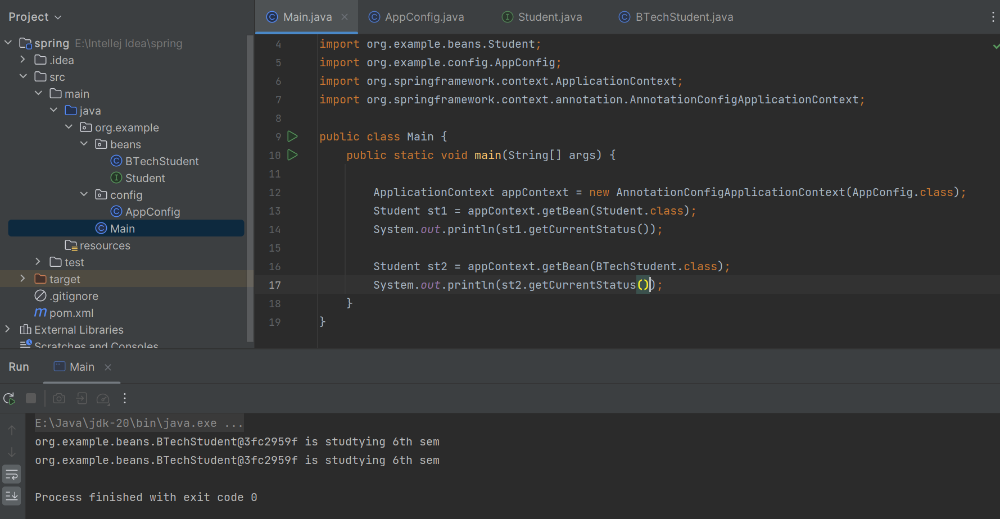 Project
Main.java
AppConfig.java
Student.java
BTechStudent.java
spring E:\Intellej Idea\spring
.idea
src
main
java
org.example
beans
BTechStudent
Student
config
AppConfig
Main
resources
test
target
.gitignore
pom.xml
External Libraries
Scratches and Consoles
4 import org.example.beans.Student;
5 import org.example.config.AppConfig;
6 import org.springframework.context.ApplicationContext;
7 import org.springframework.context.annotation.AnnotationConfigApplicationContext;
8
9 public class Main {
10 public static void main(String[] args) {
11
12 ApplicationContext appContext = new AnnotationConfigApplicationContext(AppConfig.class);
13 Student st1 = appContext.getBean(Student.class);
14 System.out.println(st1.getCurrentStatus());
15
16 Student st2 = appContext.getBean(BTechStudent.class);
17 System.out.println(st2.getCurrentStatus());
18 }
19 }
Run Main
E:\Java\jdk-20\bin\java.exe ...
org.example.beans.BTechStudent@3fc2959f is studtying 6th sem
org.example.beans.BTechStudent@3fc2959f is studtying 6th sem
Process finished with exit code 0